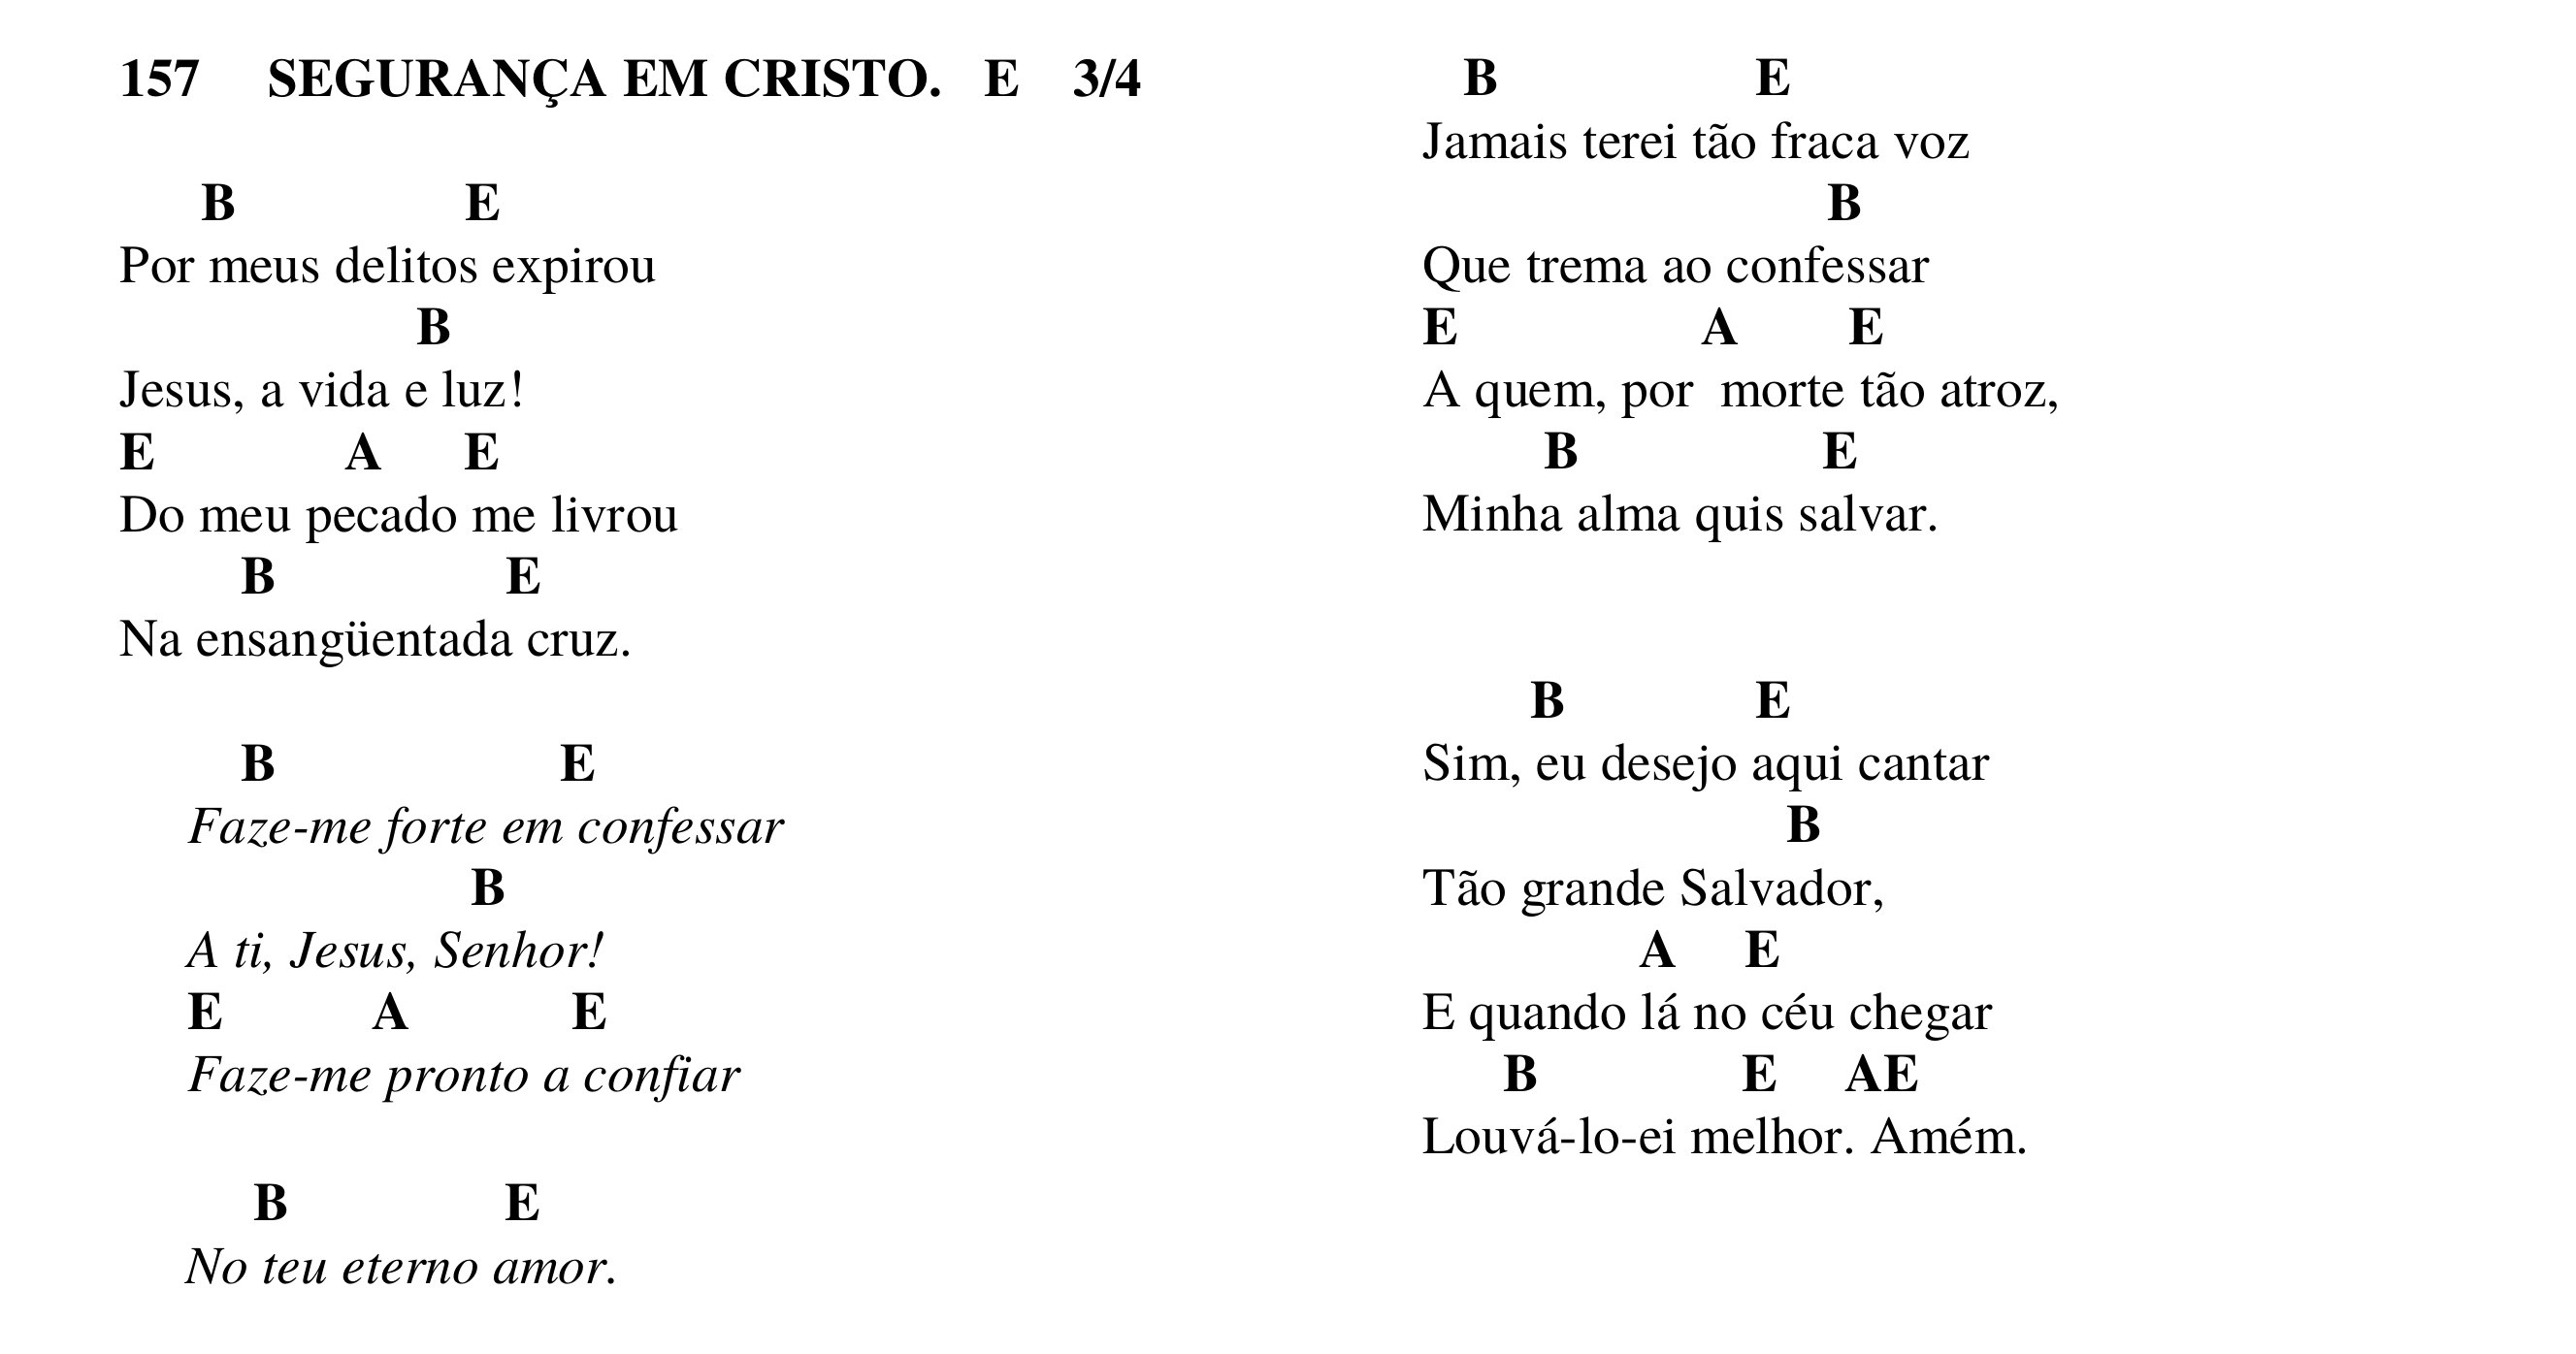 157 SEGURANÇA EM CRISTO. E 3/4
B E
Por meus delitos expirou
B
Jesus, a vida e luz!
E A E
Do meu pecado me livrou
B E
Na ensangüentada cruz.
B E
Faze-me forte em confessar
B
A ti, Jesus, Senhor!
E A E
Faze-me pronto a confiar
B E
No teu eterno amor.
B E
Jamais terei tão fraca voz
B
Que trema ao confessar
E A E
A quem, por morte tão atroz,
B E
Minha alma quis salvar.
B E
Sim, eu desejo aqui cantar
B
Tão grande Salvador,
A E
E quando lá no céu chegar
B E AE
Louvá-lo-ei melhor. Amém.